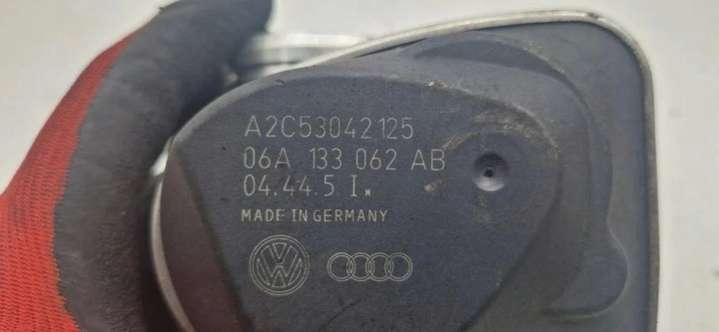 A2C53042125
06A 133 062 AB
04.44.5 I.
MADE IN GERMANY